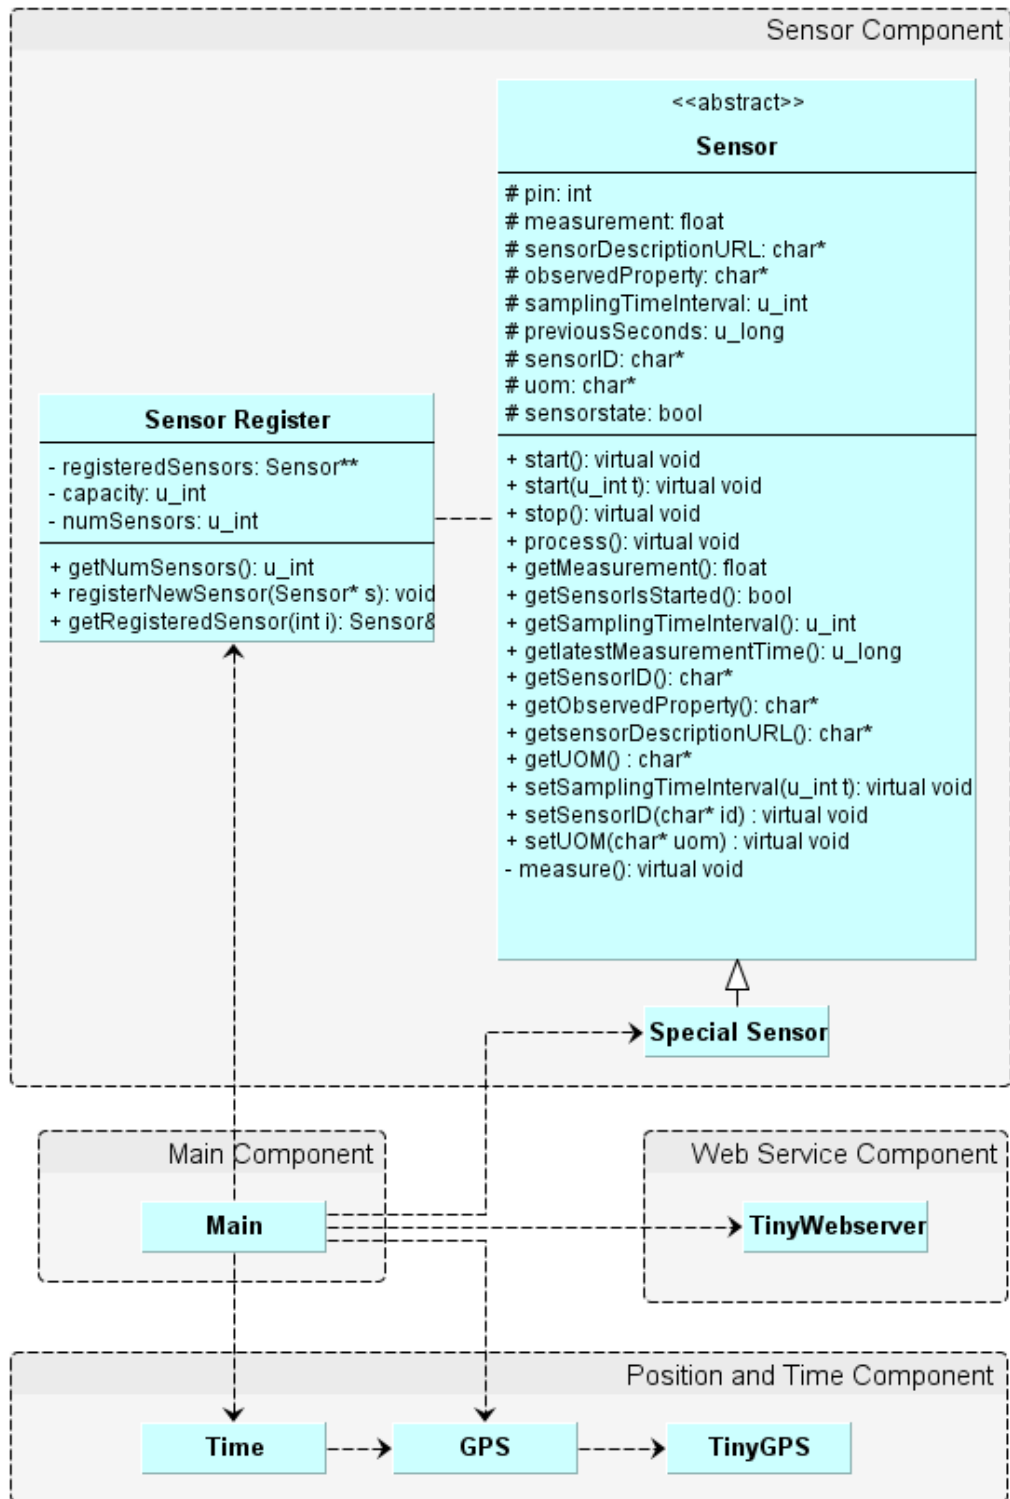 Sensor Component
<<abstract>>
Sensor
# pin: int
# measurement: float
# sensorDescriptionURL: char*
# observedProperty: char*
# samplingTimeInterval: u_int
# previousSeconds: u_long
# sensorID: char*
# uom: char*
# sensorstate: bool
+ start(): virtual void
+ start(u_int t): virtual void
+ stop(): virtual void
+ process(): virtual void
+ getMeasurement(): float
+ getSensorIsStarted(): bool
+ getSamplingTimeInterval(): u_int
+ getlatestMeasurementTime(): u_long
+ getSensorID(): char*
+ getObservedProperty(): char*
+ getsensorDescriptionURL(): char*
+ getUOM() : char*
+ setSamplingTimeInterval(u_int t): virtual void
+ setSensorID(char* id) : virtual void
+ setUOM(char* uom) : virtual void
- measure(): virtual void
Sensor Register
- registeredSensors: Sensor**
- capacity: u_int
- numSensors: u_int
+ getNumSensors(): u_int
+ registerNewSensor(Sensor* s): void
+ getRegisteredSensor(int i): Sensor&
Special Sensor
Main Component
Main
Web Service Component
TinyWebserver
Position and Time Component
Time
GPS
TinyGPS